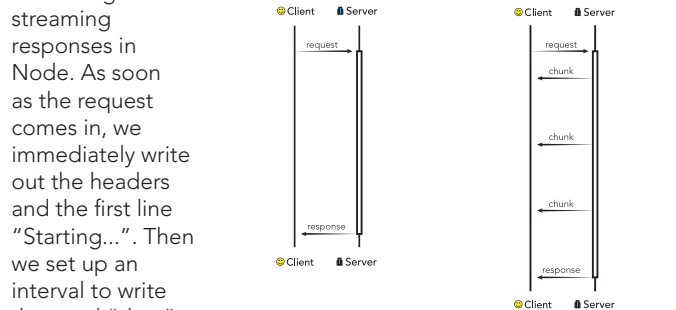 streaming
responses in
Node. As soon
as the request
comes in, we
immediately write
out the headers
and the first line
“Starting...”. Then
we set up an
interval to write
Client Server
request
response
Client Server
Client Server
request
chunk
chunk
chunk
response
Client Server